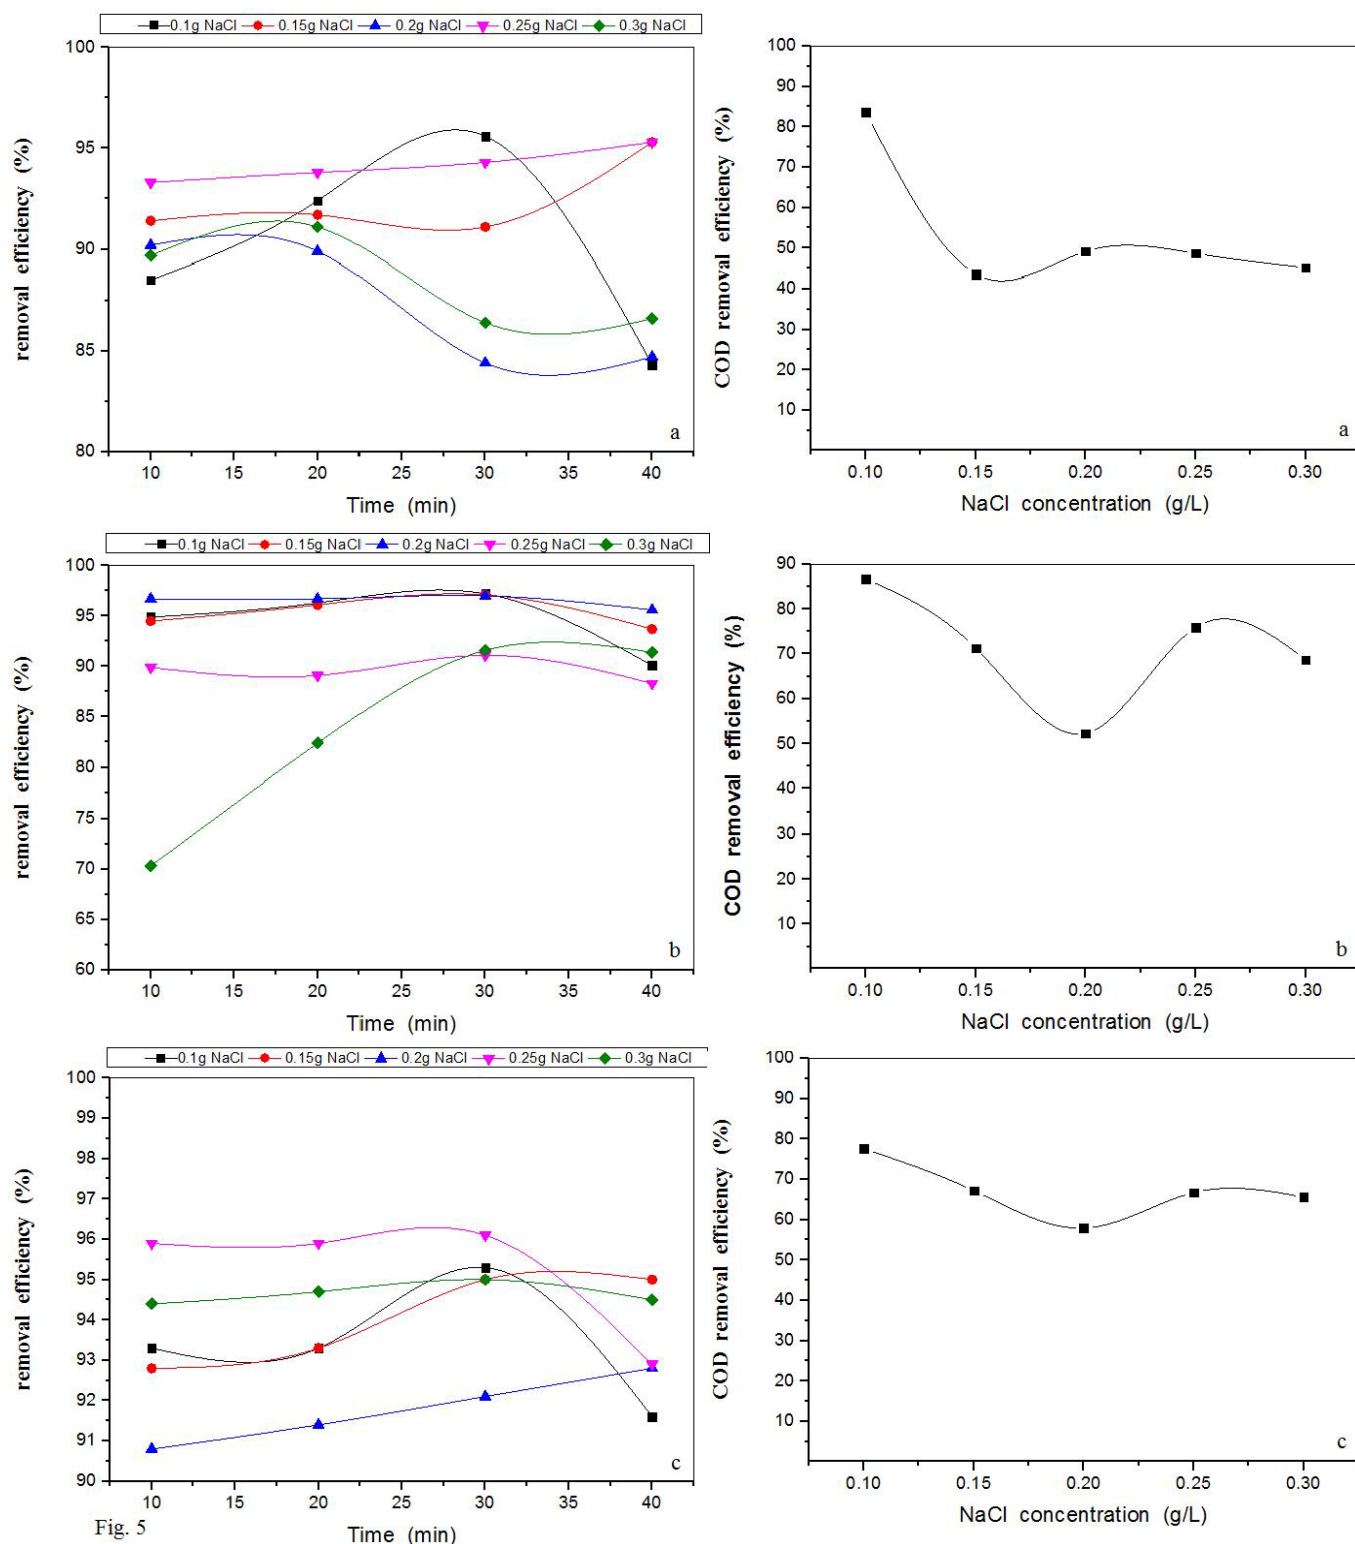 0.1g NaCl 0.15g NaCl 0.2g NaCl 0.25g NaCl 0.3g NaCl
removal efficiency (%)
100
95
90
85
80
10 15 20 25 30 35 40
Time (min)
a
COD removal efficiency (%)
100
90
80
70
60
50
40
30
20
10
0.10 0.15 0.20 0.25 0.30
NaCl concentration (g/L)
a
0.1g NaCl 0.15g NaCl 0.2g NaCl 0.25g NaCl 0.3g NaCl
removal efficiency (%)
100
95
90
85
80
75
70
65
60
10 15 20 25 30 35 40
Time (min)
b
COD removal efficiency (%)
90
80
70
60
50
40
30
20
10
0.10 0.15 0.20 0.25 0.30
NaCl concentration (g/L)
b
0.1g NaCl 0.15g NaCl 0.2g NaCl 0.25g NaCl 0.3g NaCl
removal efficiency (%)
100
99
98
97
96
95
94
93
92
91
90
10 15 20 25 30 35 40
Time (min)
c
COD removal efficiency (%)
100
90
80
70
60
50
40
30
20
10
0.10 0.15 0.20 0.25 0.30
NaCl concentration (g/L)
c
Fig. 5